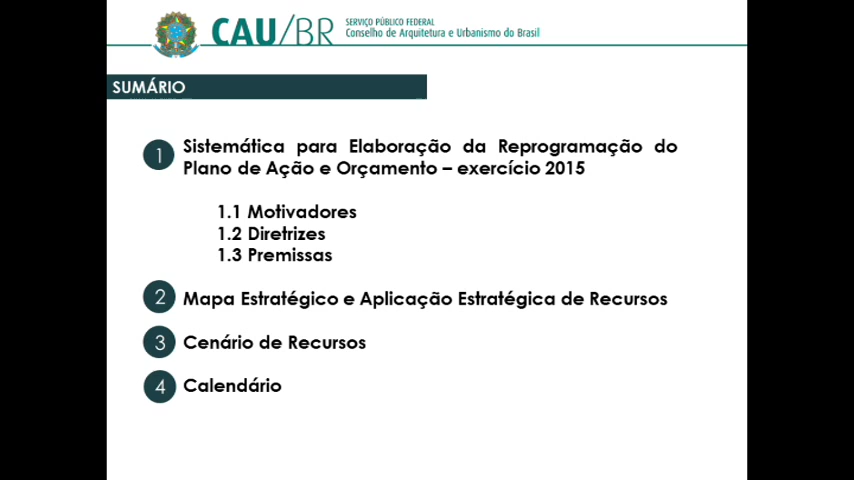 CAU/BR
SERVIÇO PÚBLICO FEDERAL
Conselho de Arquitetura e Urbanismo do Brasil
SUMÁRIO
1 Sistemática para Elaboração da Reprogramação do
Plano de Ação e Orçamento – exercício 2015
1.1 Motivadores
1.2 Diretrizes
1.3 Premissas
2 Mapa Estratégico e Aplicação Estratégica de Recursos
3 Cenário de Recursos
4 Calendário